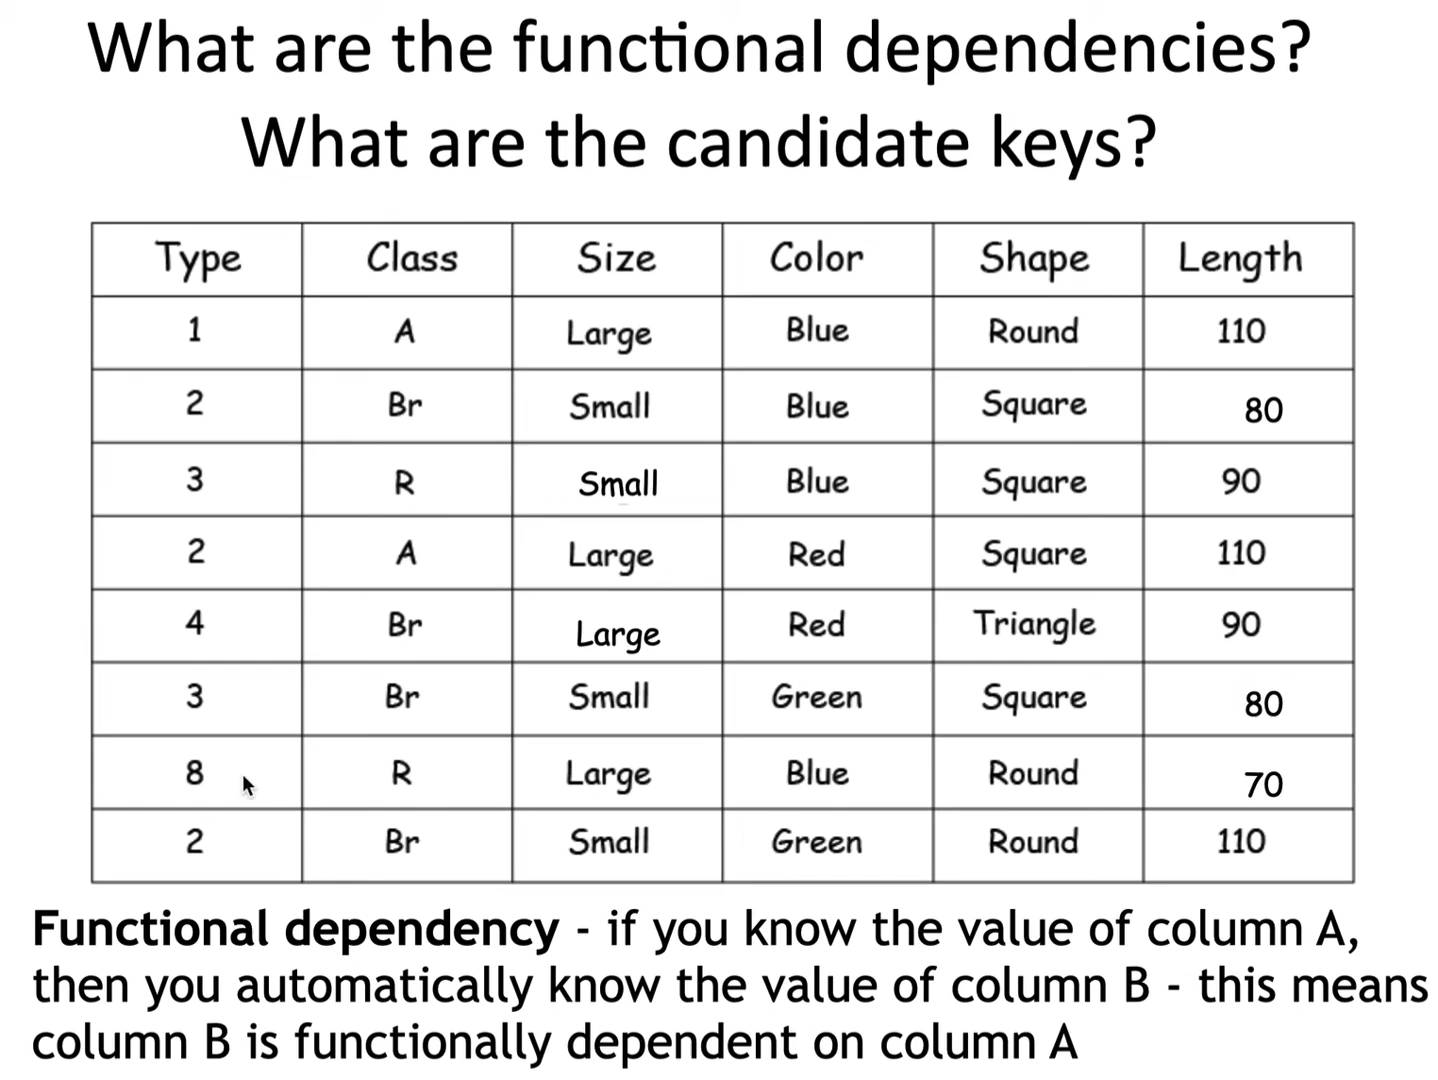 What are the functional dependencies?
What are the candidate keys?
Type Class Size Color Shape Length
1 A Large Blue Round 110
2 Br Small Blue Square 80
3 R Small Blue Square 90
2 A Large Red Square 110
4 Br Large Red Triangle 90
3 Br Small Green Square 80
8 R Large Blue Round 70
2 Br Small Green Round 110
Functional dependency - if you know the value of column A,
then you automatically know the value of column B - this means
column B is functionally dependent on column A